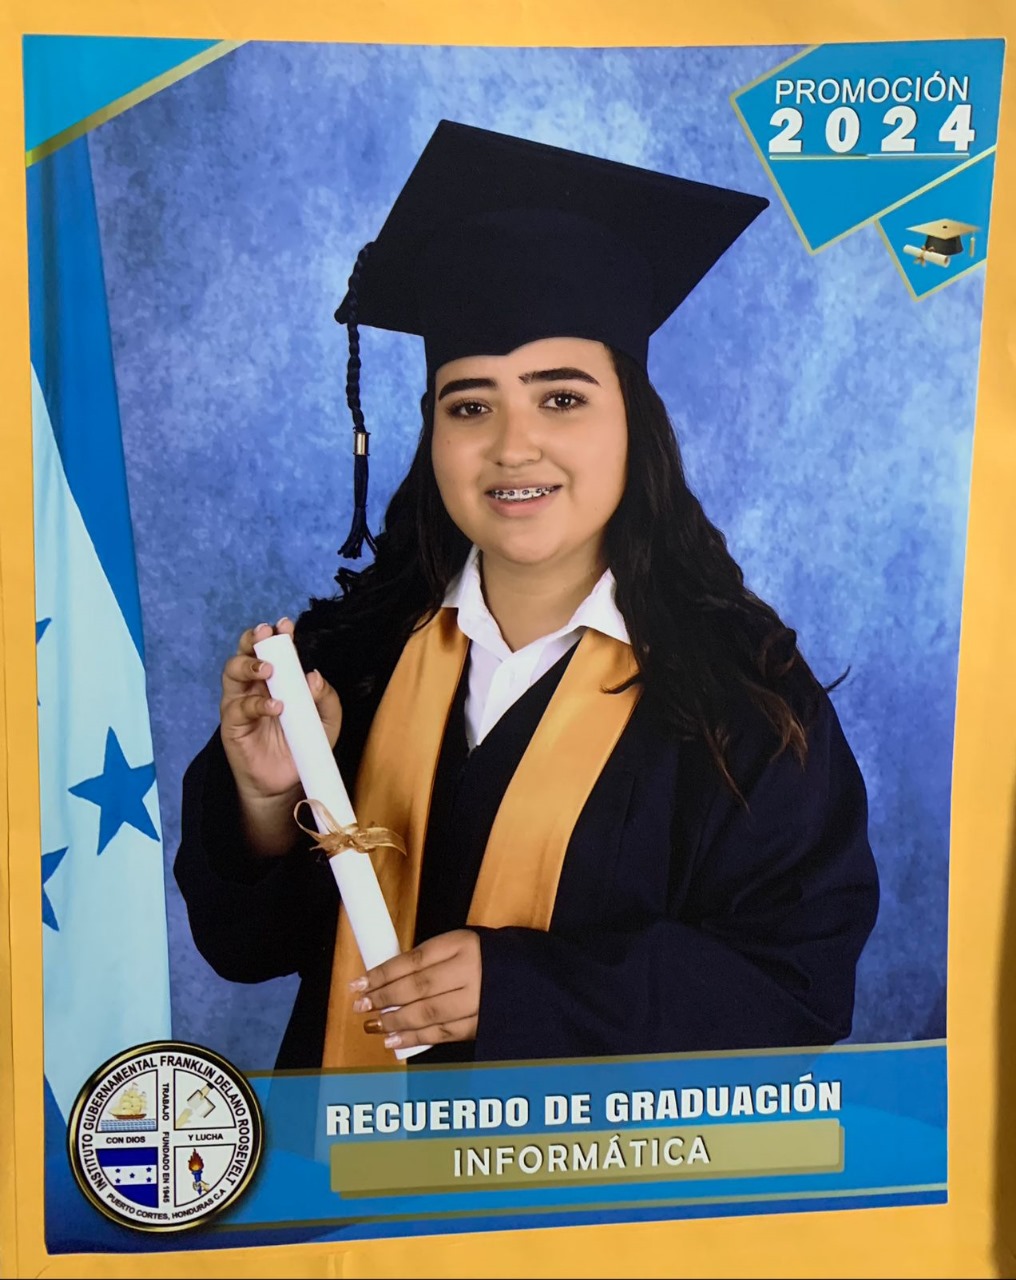 PROMOCIÓN
2024
RECUERDO DE GRADUACIÓN
INFORMÁTICA
INSTITUTO GUBERNAMENTAL FRANKLIN DELANO ROOSEVELT
CON DIOS
TRABAJO
Y LUCHA
FUNDADO EN 1945
PUERTO CORTES, HONDURAS C.A